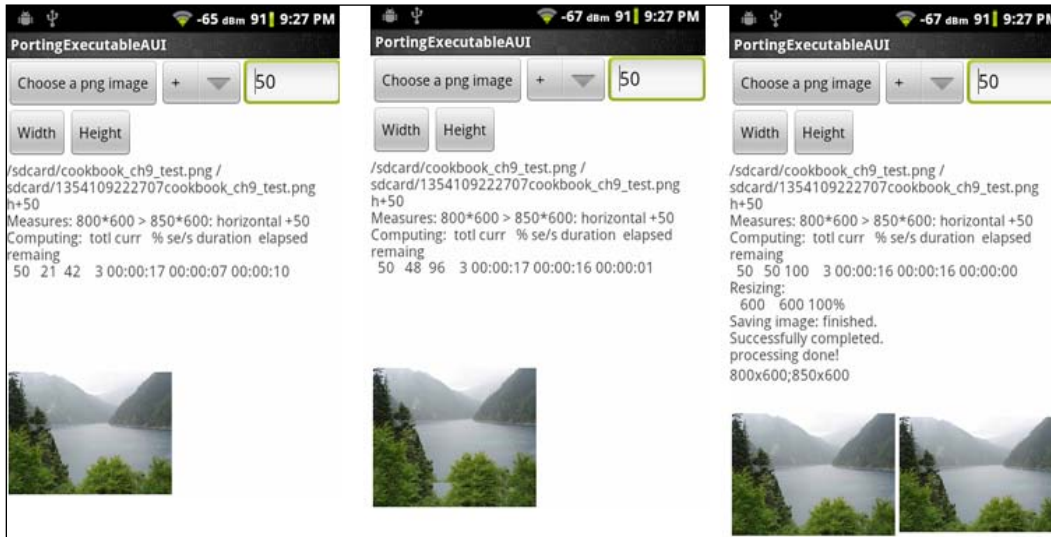 -65 dBm 91 9:27 PM
PortingExecutableAUI
Choose a png image + 50
Width Height
/sdcard/cookbook_ch9_test.png /
sdcard/1354109222707cookbook_ch9_test.png
h+50
Measures: 800*600 > 850*600: horizontal +50
Computing: totl curr % se/s duration elapsed
remaing
50 21 42 3 00:00:17 00:00:07 00:00:10
-67 dBm 91 9:27 PM
PortingExecutableAUI
Choose a png image + 50
Width Height
/sdcard/cookbook_ch9_test.png /
sdcard/1354109222707cookbook_ch9_test.png
h+50
Measures: 800*600 > 850*600: horizontal +50
Computing: totl curr % se/s duration elapsed
remaing
50 48 96 3 00:00:17 00:00:16 00:00:01
-67 dBm 91 9:27 PM
PortingExecutableAUI
Choose a png image + 50
Width Height
/sdcard/cookbook_ch9_test.png /
sdcard/1354109222707cookbook_ch9_test.png
h+50
Measures: 800*600 > 850*600: horizontal +50
Computing: totl curr % se/s duration elapsed
remaing
50 50 100 3 00:00:16 00:00:16 00:00:00
Resizing:
600 600 100%
Saving image: finished.
Successfully completed.
processing done!
800x600;850x600